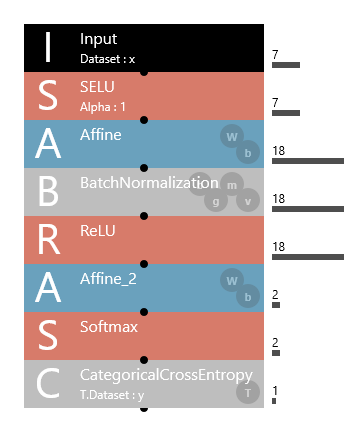 I Input
Dataset : x
7
S SELU
Alpha : 1
7
A Affine
W
b
18
B BatchNormalization
m
g v
18
R ReLU
18
A Affine_2
W
b
2
S Softmax
2
C CategoricalCrossEntropy
T.Dataset : y
T
1